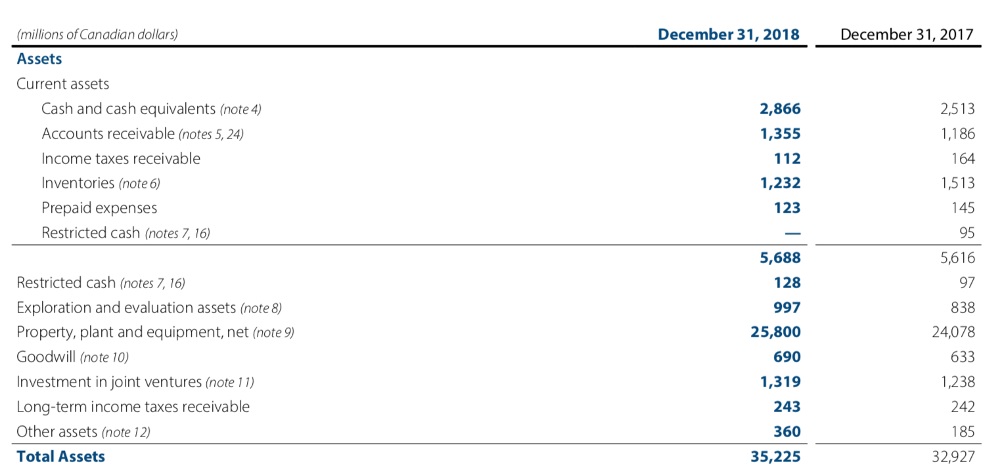 (millions of Canadian dollars) December 31, 2018 December 31, 2017
Assets
Current assets
Cash and cash equivalents (note 4) 2,866 2,513
Accounts receivable (notes 5, 24) 1,355 1,186
Income taxes receivable 112 164
Inventories (note 6) 1,232 1,513
Prepaid expenses 123 145
Restricted cash (notes 7, 16) — 95
5,688 5,616
Restricted cash (notes 7, 16) 128 97
Exploration and evaluation assets (note 8) 997 838
Property, plant and equipment, net (note 9) 25,800 24,078
Goodwill (note 10) 690 633
Investment in joint ventures (note 11) 1,319 1,238
Long-term income taxes receivable 243 242
Other assets (note 12) 360 185
Total Assets 35,225 32,927